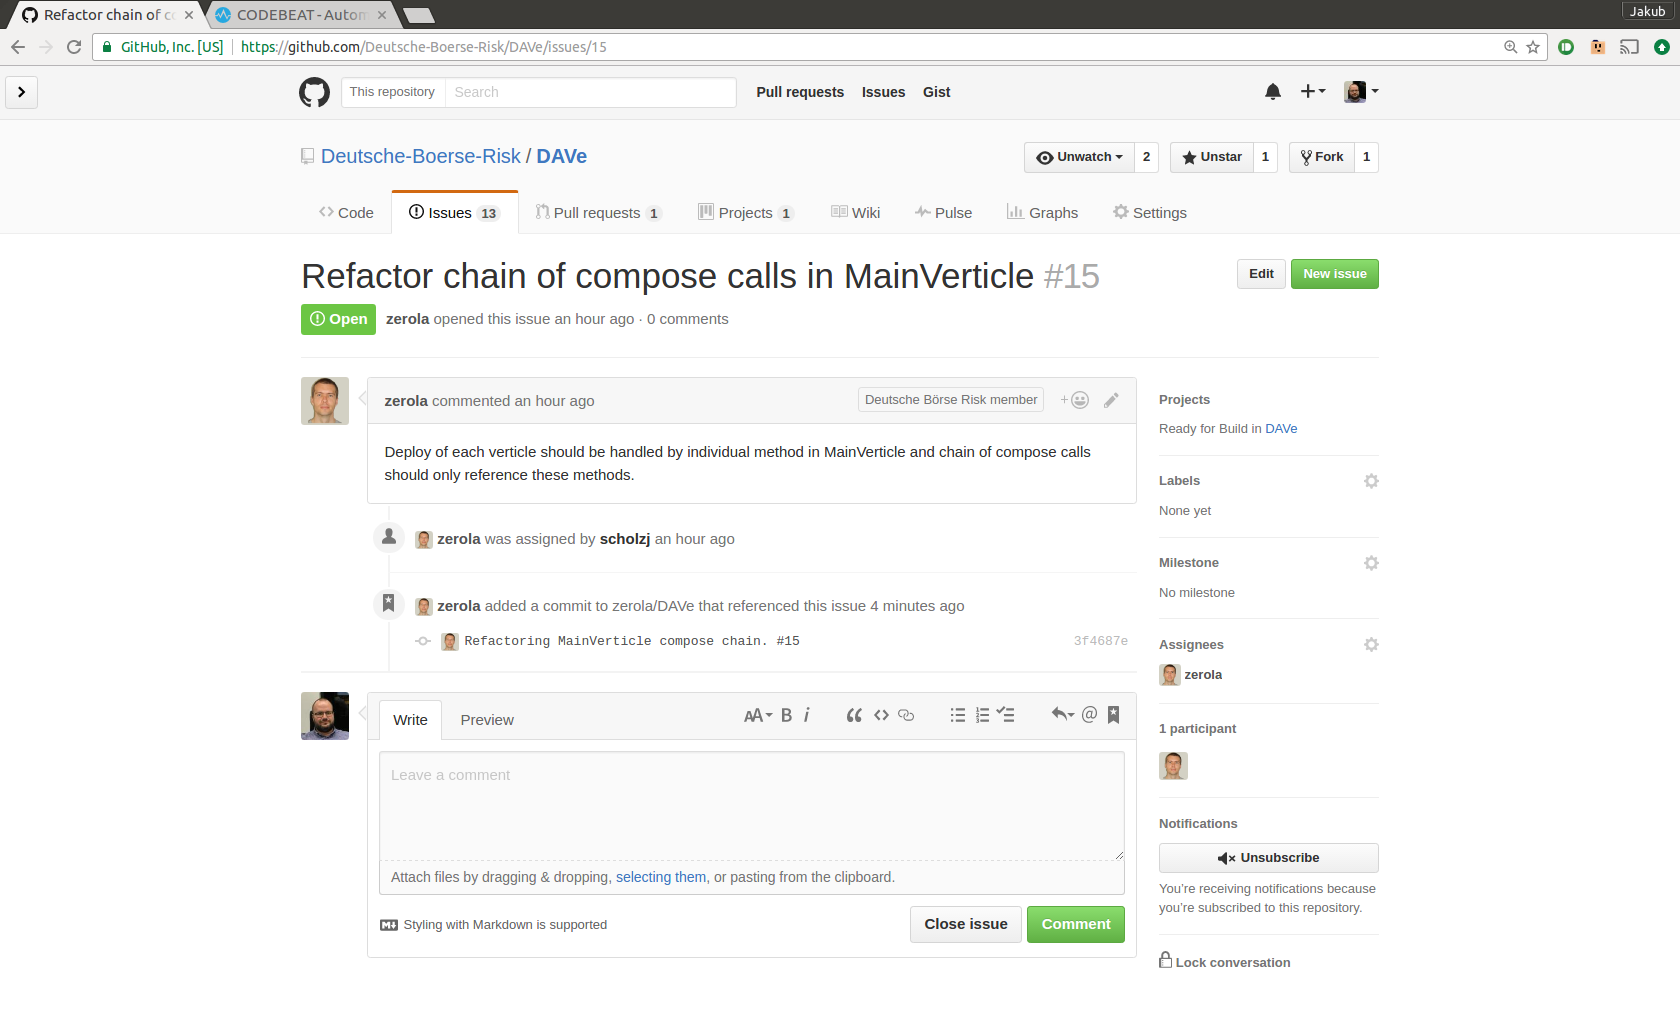 Refactor chain of co
CODEBEAT - Autom
Jakub
GitHub, Inc. [US]
https://github.com/Deutsche-Boerse-Risk/DAVe/issues/15
This repository
Search
Pull requests
Issues
Gist
Deutsche-Boerse-Risk / DAVe
Unwatch 2
Unstar 1
Fork 1
Code
Issues 13
Pull requests 1
Projects 1
Wiki
Pulse
Graphs
Settings
Refactor chain of compose calls in MainVerticle #15
Edit
New issue
Open
zerola opened this issue an hour ago · 0 comments
zerola commented an hour ago
Deutsche Börse Risk member
Deploy of each verticle should be handled by individual method in MainVerticle and chain of compose calls
should only reference these methods.
zerola was assigned by scholzj an hour ago
zerola added a commit to zerola/DAVe that referenced this issue 4 minutes ago
Refactoring MainVerticle compose chain. #15
3f4687e
Write
Preview
Leave a comment
Attach files by dragging & dropping, selecting them, or pasting from the clipboard.
Styling with Markdown is supported
Close issue
Comment
Projects
Ready for Build in DAVe
Labels
None yet
Milestone
No milestone
Assignees
zerola
1 participant
Notifications
Unsubscribe
You're receiving notifications because
you're subscribed to this repository.
Lock conversation